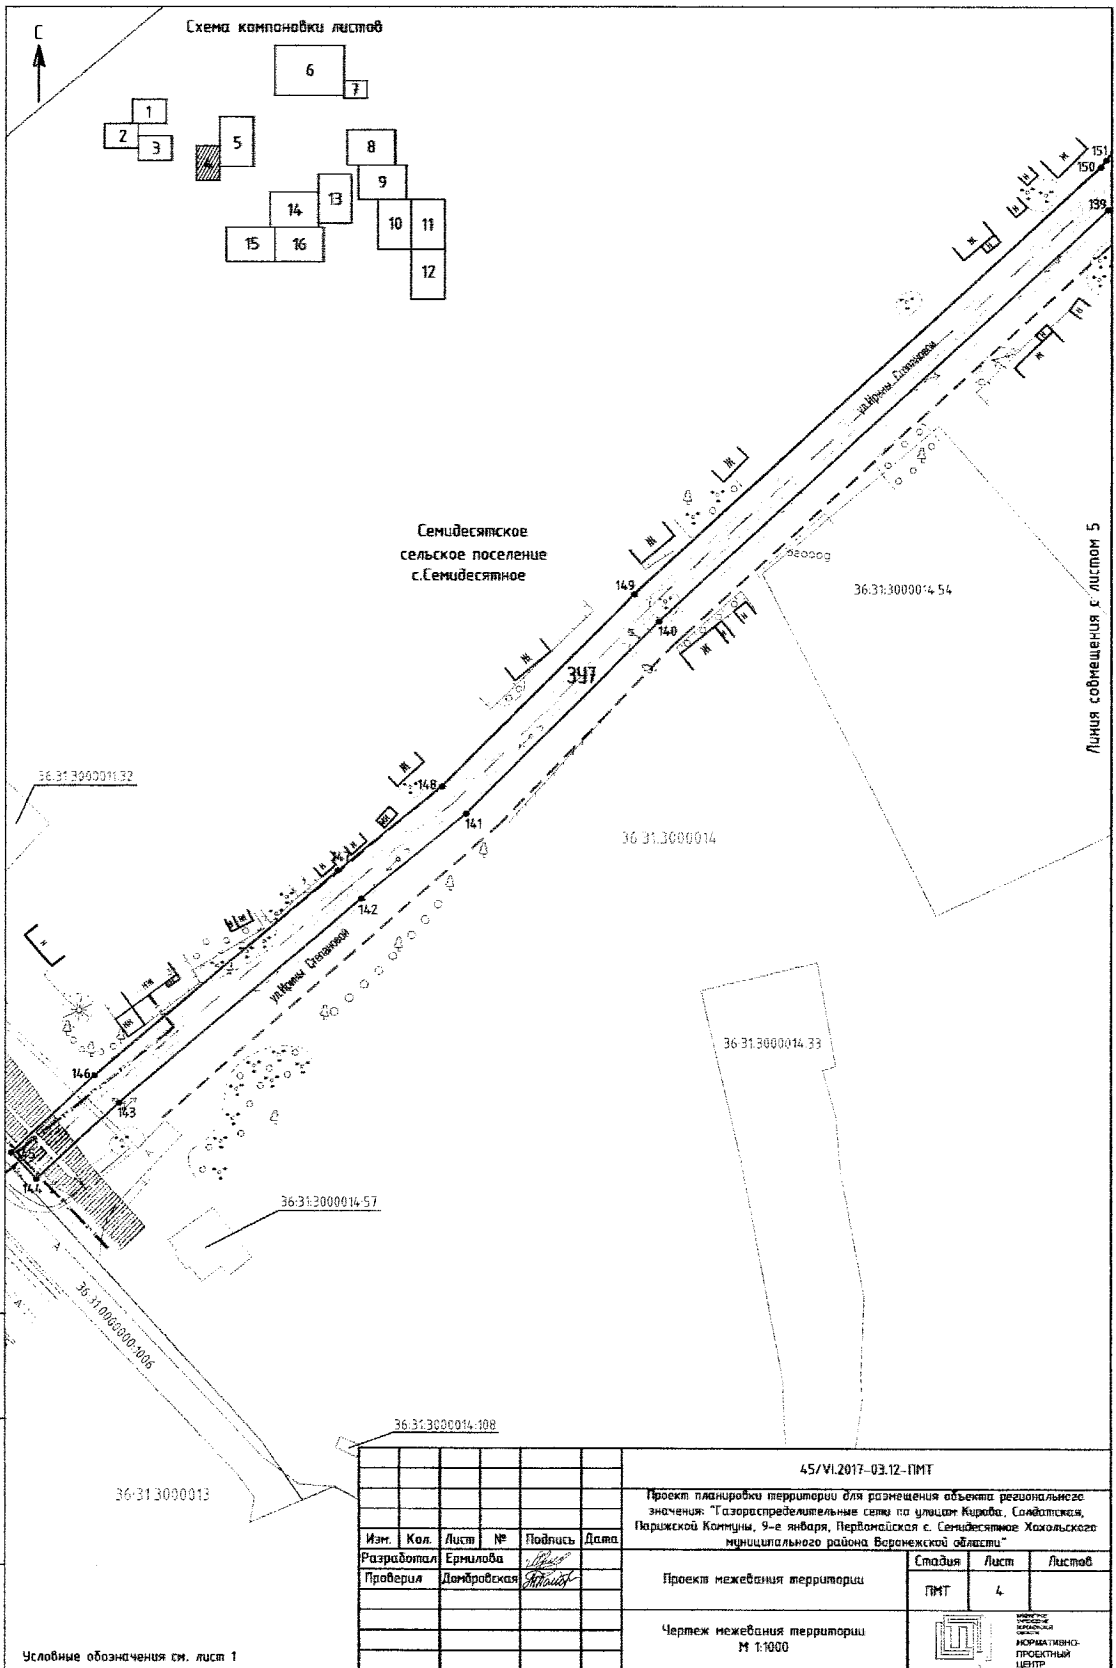 С
Схема компоновки листов
6
7
1
2
3
5
4
8
9
13
14
10
11
15
16
12
151
150
139
Ж
Н
ул.Ирины Степановой
Семидесятское
сельское поселение
с.Семидесятное
149
140
огород
36:31:3000014:54
Линия совмещения с листом 5
ЗУ7
148
141
36:31:3000011:32
36:31:3000014
142
ул.Ирины Степановой
146
143
145
144
36:31:3000014:33
36:31:3000014:57
36:31:0000000:1006
36:31:3000014:108
36:31:3000013
45/VI.2017-03.12-ПМТ
Проект планировки территории для размещения объекта регионального
значения: "Газораспределительные сети по улицам Кирова, Солдатская,
Парижской Коммуны, 9-е января, Первомайская с. Семидесятное Хохольского
муниципального района Воронежской области"
Изм. Кол. Лист № Подпись Дата
Разработал Ермилова
Проверил Домбровская
Проект межевания территории
Стадия Лист Листов
ПМТ 4
Чертеж межевания территории
М 1:1000
НОРМАТИВНО-
ПРОЕКТНЫЙ
ЦЕНТР
Условные обозначения см. лист 1